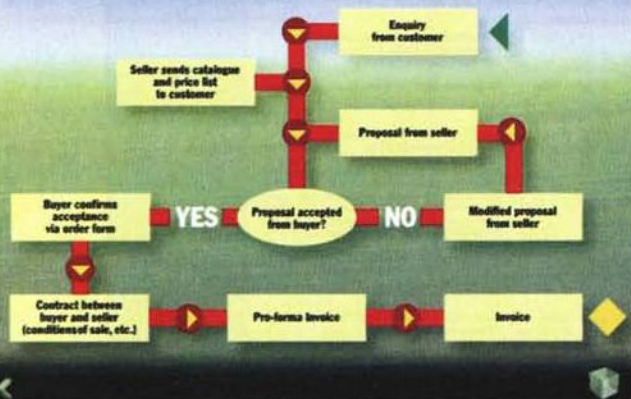 Enquiry
from customer
Seller sends catalogue
and price list
to customer
Proposal from seller
Buyer confirms
acceptance
via order form
YES
Proposal accepted
from buyer?
NO
Modified proposal
from seller
Contract between
buyer and seller
(conditions of sale, etc.)
Pro-forma Invoice
Invoice